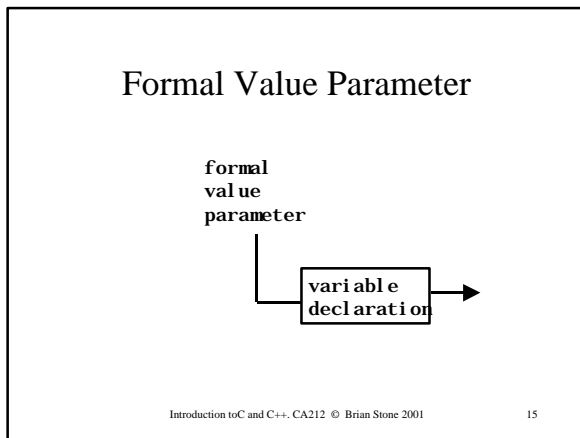 Formal Value Parameter
formal
value
parameter
variable
declaration
Introduction toC and C++. CA212 © Brian Stone 2001 15